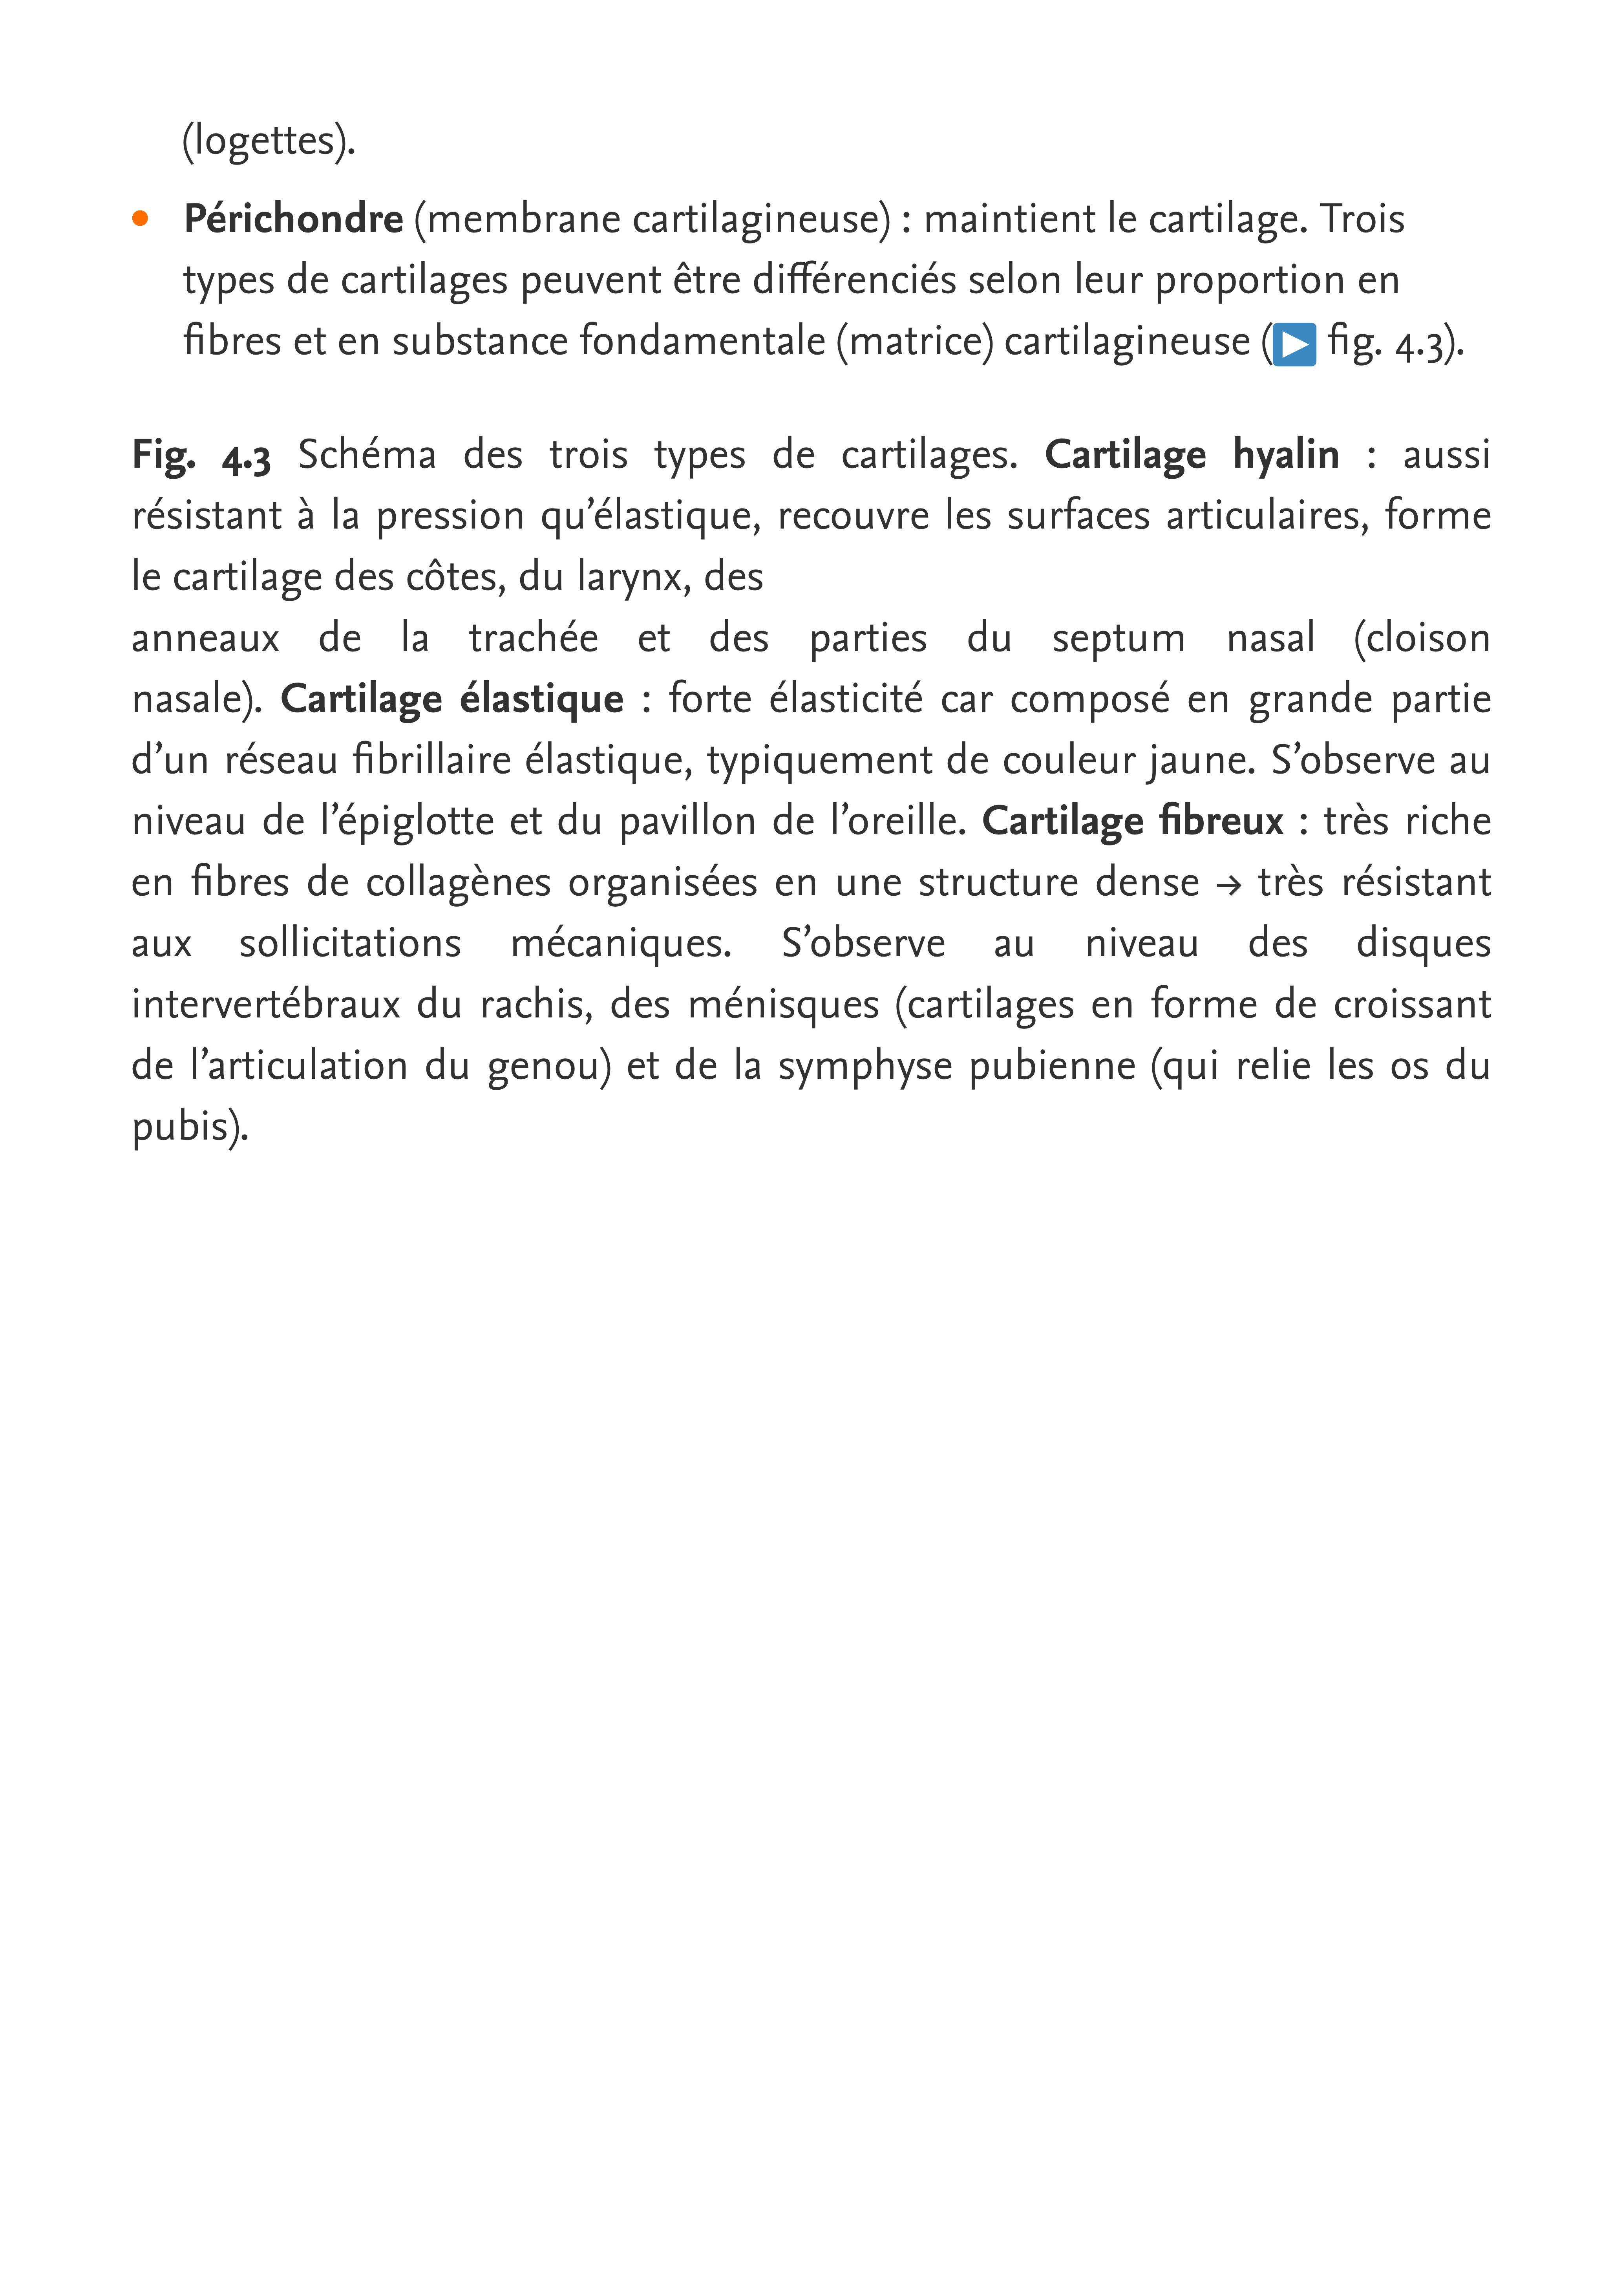 (logettes).
• Périchondre (membrane cartilagineuse) : maintient le cartilage. Trois
types de cartilages peuvent être différenciés selon leur proportion en
fibres et en substance fondamentale (matrice) cartilagineuse (▶ fig. 4.3).
Fig. 4.3 Schéma des trois types de cartilages. Cartilage hyalin : aussi
résistant à la pression qu’élastique, recouvre les surfaces articulaires, forme
le cartilage des côtes, du larynx, des
anneaux de la trachée et des parties du septum nasal (cloison
nasale). Cartilage élastique : forte élasticité car composé en grande partie
d’un réseau fibrillaire élastique, typiquement de couleur jaune. S’observe au
niveau de l’épiglotte et du pavillon de l’oreille. Cartilage fibreux : très riche
en fibres de collagènes organisées en une structure dense → très résistant
aux sollicitations mécaniques. S’observe au niveau des disques
intervertébraux du rachis, des ménisques (cartilages en forme de croissant
de l’articulation du genou) et de la symphyse pubienne (qui relie les os du
pubis).